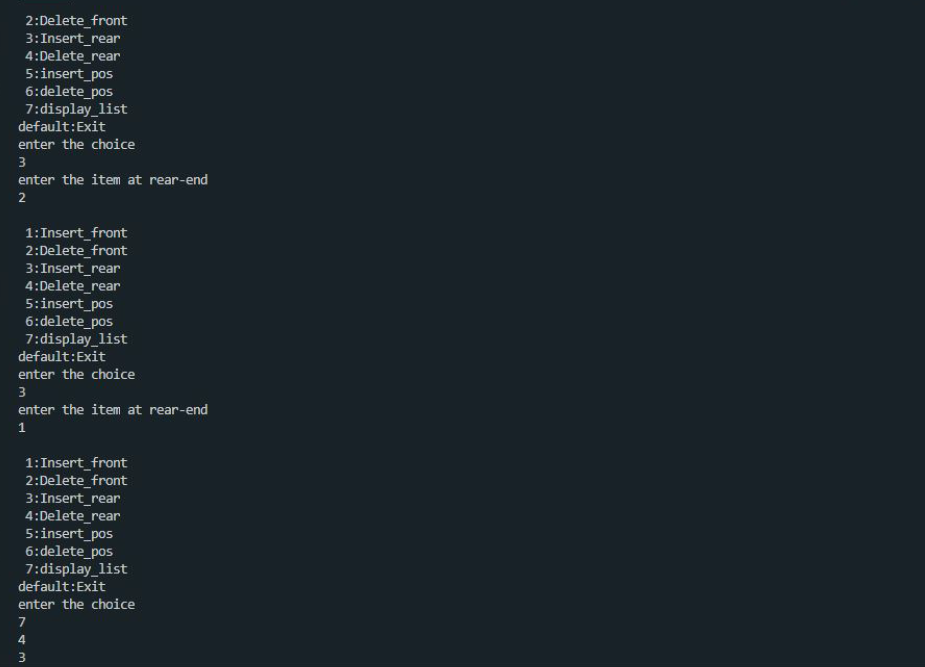 2:Delete_front
3:Insert_rear
4:Delete_rear
5:insert_pos
6:delete_pos
7:display_list
default:Exit
enter the choice
3
enter the item at rear-end
2
1:Insert_front
2:Delete_front
3:Insert_rear
4:Delete_rear
5:insert_pos
6:delete_pos
7:display_list
default:Exit
enter the choice
3
enter the item at rear-end
1
1:Insert_front
2:Delete_front
3:Insert_rear
4:Delete_rear
5:insert_pos
6:delete_pos
7:display_list
default:Exit
enter the choice
7
4
3